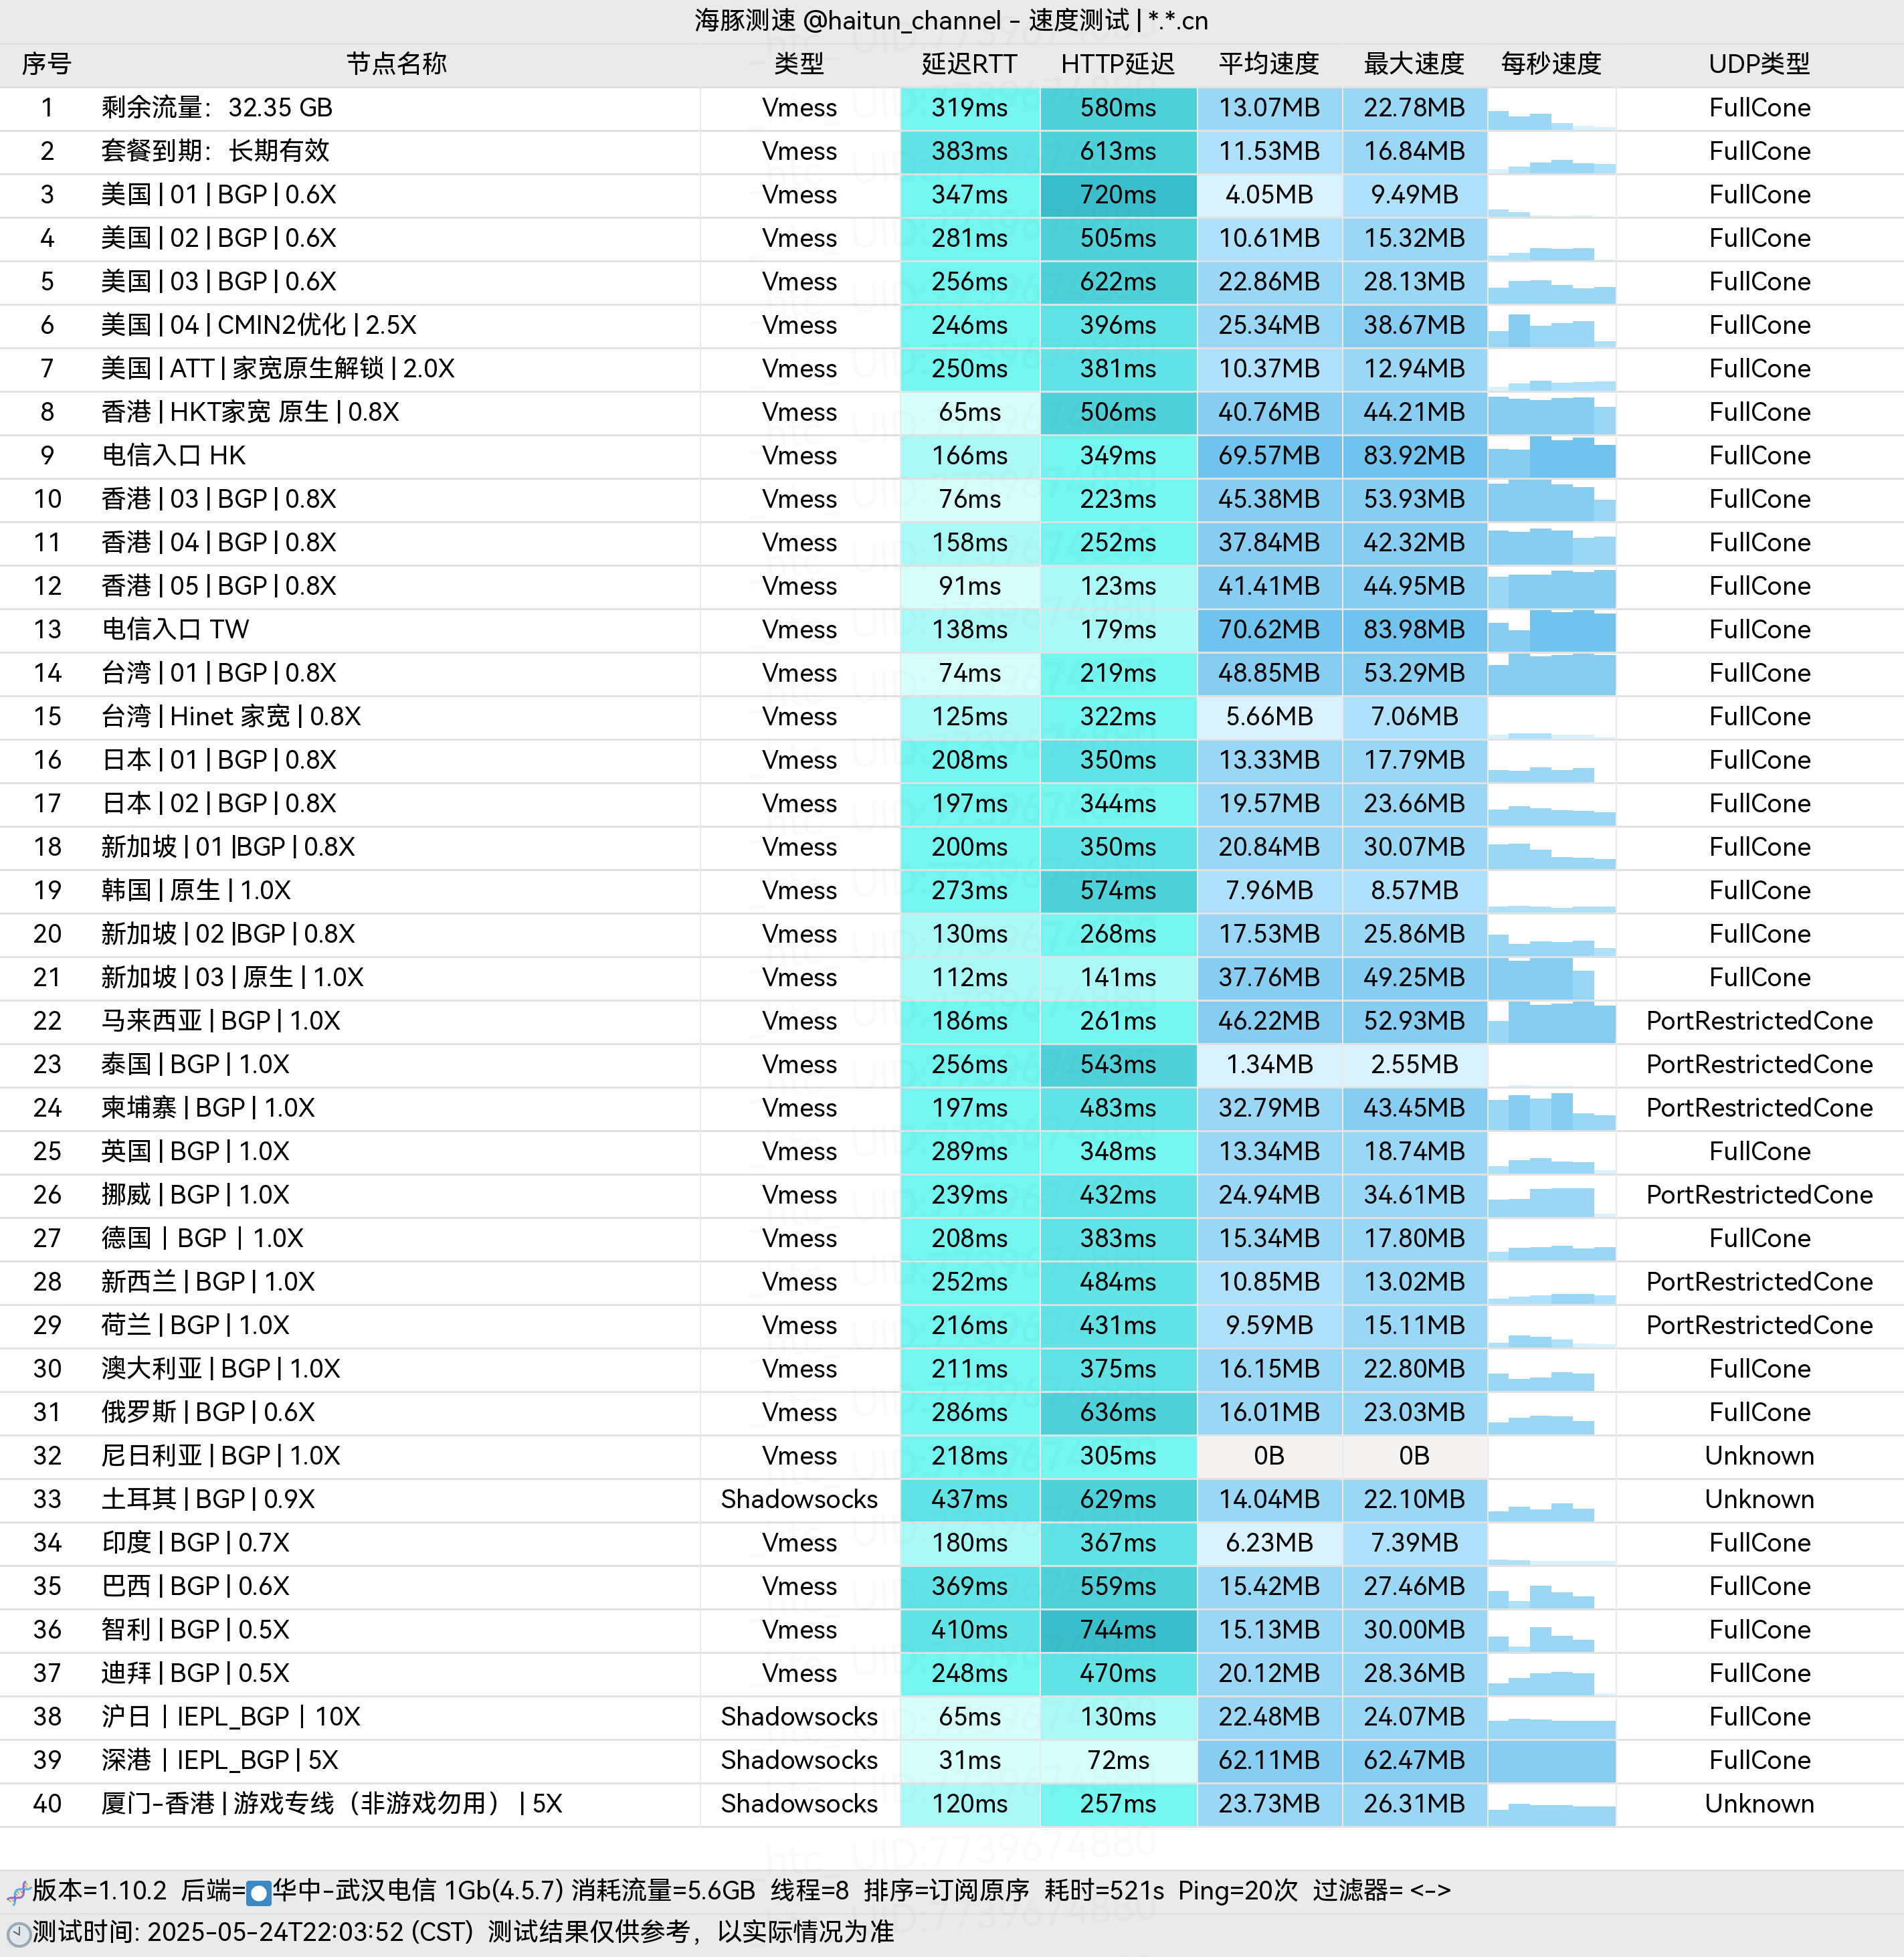 海豚测速 @haitun_channel - 速度测试 | *.*.cn
序号 节点名称 类型 延迟RTT HTTP延迟 平均速度 最大速度 每秒速度 UDP类型
1 剩余流量：32.35 GB Vmess 319ms 580ms 13.07MB 22.78MB FullCone
2 套餐到期：长期有效 Vmess 383ms 613ms 11.53MB 16.84MB FullCone
3 美国 | 01 | BGP | 0.6X Vmess 347ms 720ms 4.05MB 9.49MB FullCone
4 美国 | 02 | BGP | 0.6X Vmess 281ms 505ms 10.61MB 15.32MB FullCone
5 美国 | 03 | BGP | 0.6X Vmess 256ms 622ms 22.86MB 28.13MB FullCone
6 美国 | 04 | CMIN2优化 | 2.5X Vmess 246ms 396ms 25.34MB 38.67MB FullCone
7 美国 | ATT | 家宽原生解锁 | 2.0X Vmess 250ms 381ms 10.37MB 12.94MB FullCone
8 香港 | HKT家宽 原生 | 0.8X Vmess 65ms 506ms 40.76MB 44.21MB FullCone
9 电信入口 HK Vmess 166ms 349ms 69.57MB 83.92MB FullCone
10 香港 | 03 | BGP | 0.8X Vmess 76ms 223ms 45.38MB 53.93MB FullCone
11 香港 | 04 | BGP | 0.8X Vmess 158ms 252ms 37.84MB 42.32MB FullCone
12 香港 | 05 | BGP | 0.8X Vmess 91ms 123ms 41.41MB 44.95MB FullCone
13 电信入口 TW Vmess 138ms 179ms 70.62MB 83.98MB FullCone
14 台湾 | 01 | BGP | 0.8X Vmess 74ms 219ms 48.85MB 53.29MB FullCone
15 台湾 | Hinet 家宽 | 0.8X Vmess 125ms 322ms 5.66MB 7.06MB FullCone
16 日本 | 01 | BGP | 0.8X Vmess 208ms 350ms 13.33MB 17.79MB FullCone
17 日本 | 02 | BGP | 0.8X Vmess 197ms 344ms 19.57MB 23.66MB FullCone
18 新加坡 | 01 |BGP | 0.8X Vmess 200ms 350ms 20.84MB 30.07MB FullCone
19 韩国 | 原生 | 1.0X Vmess 273ms 574ms 7.96MB 8.57MB FullCone
20 新加坡 | 02 |BGP | 0.8X Vmess 130ms 268ms 17.53MB 25.86MB FullCone
21 新加坡 | 03 | 原生 | 1.0X Vmess 112ms 141ms 37.76MB 49.25MB FullCone
22 马来西亚 | BGP | 1.0X Vmess 186ms 261ms 46.22MB 52.93MB PortRestrictedCone
23 泰国 | BGP | 1.0X Vmess 256ms 543ms 1.34MB 2.55MB PortRestrictedCone
24 柬埔寨 | BGP | 1.0X Vmess 197ms 483ms 32.79MB 43.45MB PortRestrictedCone
25 英国 | BGP | 1.0X Vmess 289ms 348ms 13.34MB 18.74MB FullCone
26 挪威 | BGP | 1.0X Vmess 239ms 432ms 24.94MB 34.61MB PortRestrictedCone
27 德国｜BGP｜1.0X Vmess 208ms 383ms 15.34MB 17.80MB FullCone
28 新西兰 | BGP | 1.0X Vmess 252ms 484ms 10.85MB 13.02MB PortRestrictedCone
29 荷兰 | BGP | 1.0X Vmess 216ms 431ms 9.59MB 15.11MB PortRestrictedCone
30 澳大利亚 | BGP | 1.0X Vmess 211ms 375ms 16.15MB 22.80MB FullCone
31 俄罗斯 | BGP | 0.6X Vmess 286ms 636ms 16.01MB 23.03MB FullCone
32 尼日利亚 | BGP | 1.0X Vmess 218ms 305ms 0B 0B Unknown
33 土耳其 | BGP | 0.9X Shadowsocks 437ms 629ms 14.04MB 22.10MB Unknown
34 印度 | BGP | 0.7X Vmess 180ms 367ms 6.23MB 7.39MB FullCone
35 巴西 | BGP | 0.6X Vmess 369ms 559ms 15.42MB 27.46MB FullCone
36 智利 | BGP | 0.5X Vmess 410ms 744ms 15.13MB 30.00MB FullCone
37 迪拜 | BGP | 0.5X Vmess 248ms 470ms 20.12MB 28.36MB FullCone
38 沪日｜IEPL_BGP｜10X Shadowsocks 65ms 130ms 22.48MB 24.07MB FullCone
39 深港｜IEPL_BGP | 5X Shadowsocks 31ms 72ms 62.11MB 62.47MB FullCone
40 厦门-香港 | 游戏专线（非游戏勿用） | 5X Shadowsocks 120ms 257ms 23.73MB 26.31MB Unknown
版本=1.10.2 后端=华中-武汉电信 1Gb(4.5.7) 消耗流量=5.6GB 线程=8 排序=订阅原序 耗时=521s Ping=20次 过滤器= <->
测试时间: 2025-05-24T22:03:52 (CST) 测试结果仅供参考，以实际情况为准